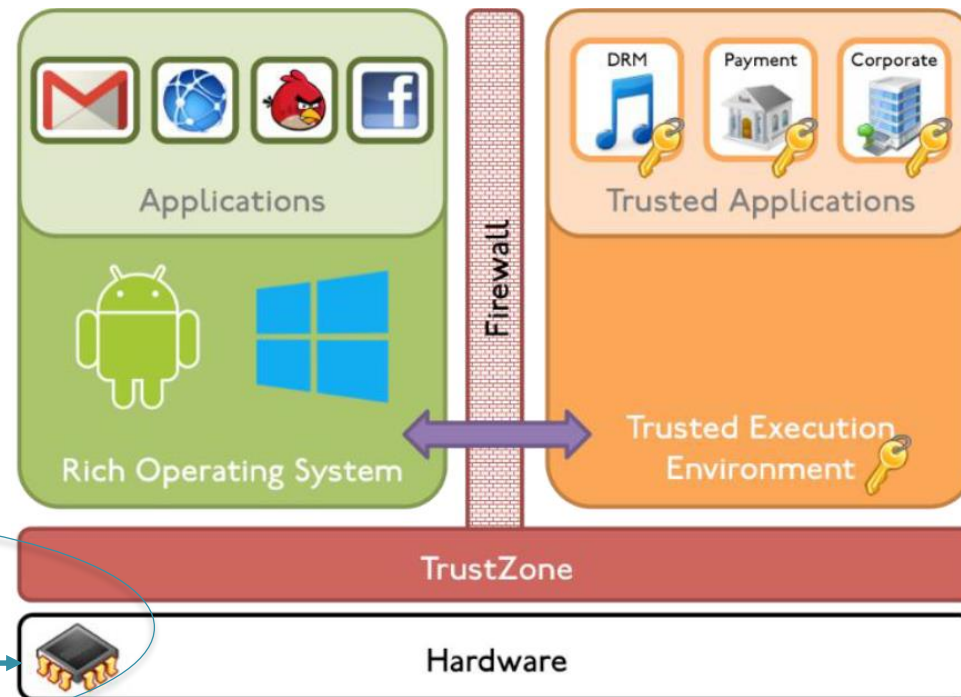 DRM
Payment
Corporate
Applications
Trusted Applications
Firewall
Rich Operating System
Trusted Execution
Environment
TrustZone
Hardware